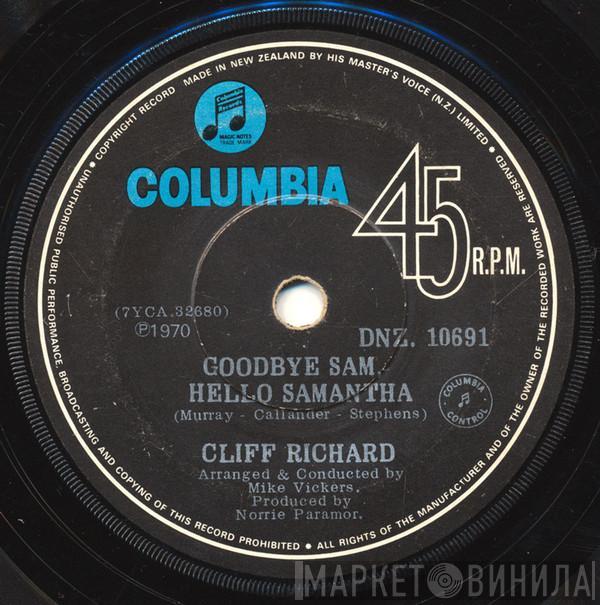 UNAUTHORISED PUBLIC PERFORMANCE, BROADCASTING AND COPYING OF THIS RECORD PROHIBITED • ALL RIGHTS OF THE MANUFACTURER AND OF THE OWNER OF THE RECORDED WORK ARE RESERVED •
COPYRIGHT RECORD MADE IN NEW ZEALAND BY HIS MASTER'S VOICE (N.Z.) LIMITED •
Columbia
Records
MAGIC NOTES
TRADE MARK
COLUMBIA
45
R.P.M.
(7YCA.32680)
℗1970
DNZ. 10691
GOODBYE SAM,
HELLO SAMANTHA
(Murray - Callander - Stephens)
COLUMBIA
CONTROL
CLIFF RICHARD
Arranged & Conducted by
Mike Vickers.
Produced by
Norrie Paramor.
МАРКЕТ ВИНИЛА